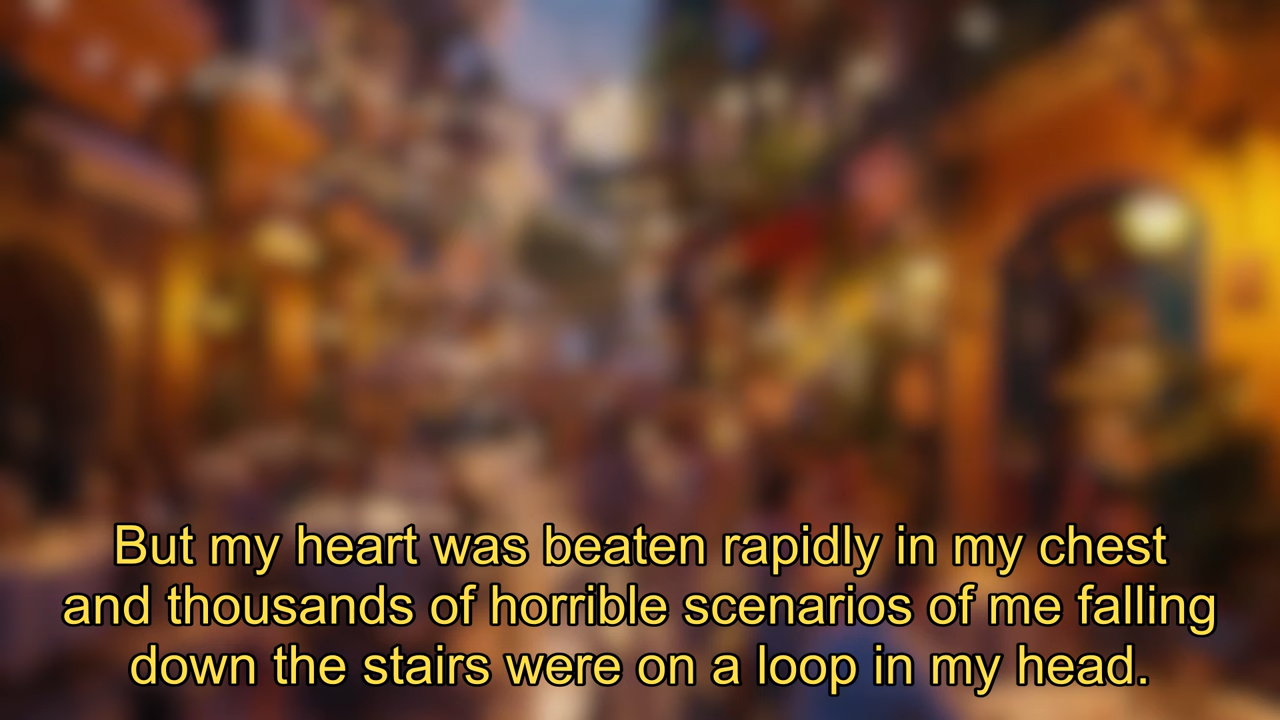 But my heart was beaten rapidly in my chest
and thousands of horrible scenarios of me falling
down the stairs were on a loop in my head.